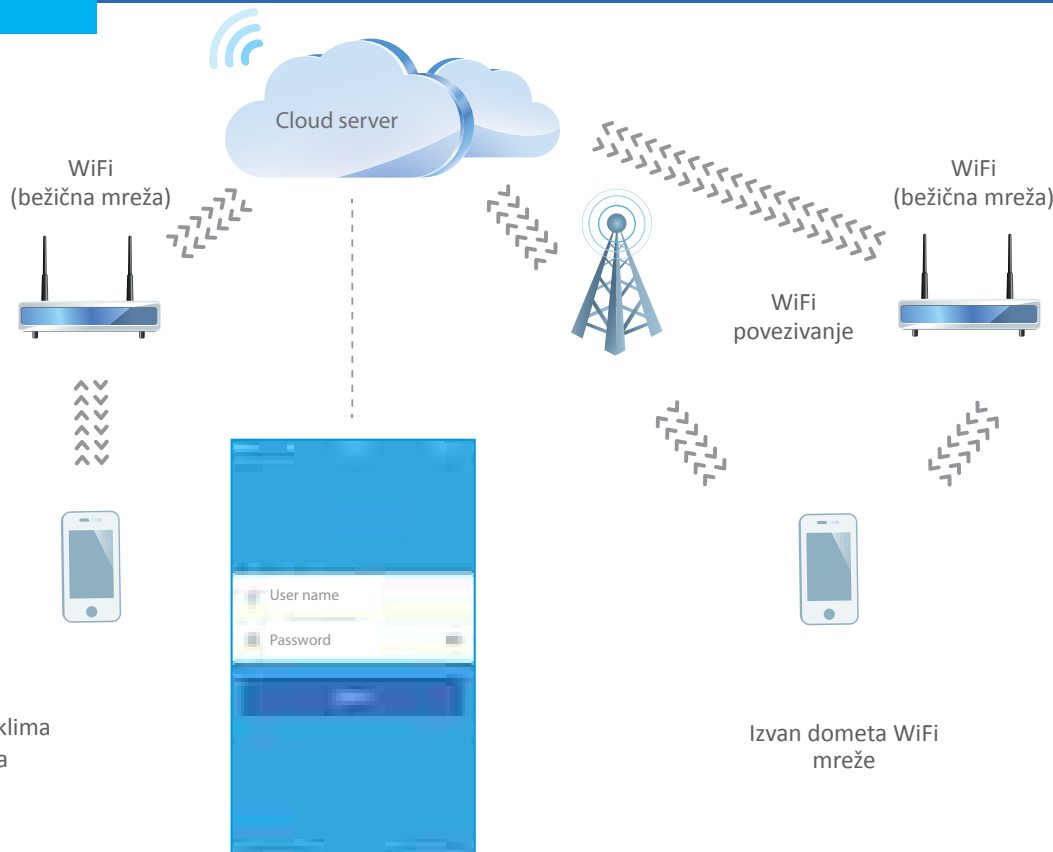 Cloud server
WiFi
(bežična mreža)
WiFi
(bežična mreža)
WiFi
povezivanje
User name
Password
klima
a
Izvan dometa WiFi
mreže